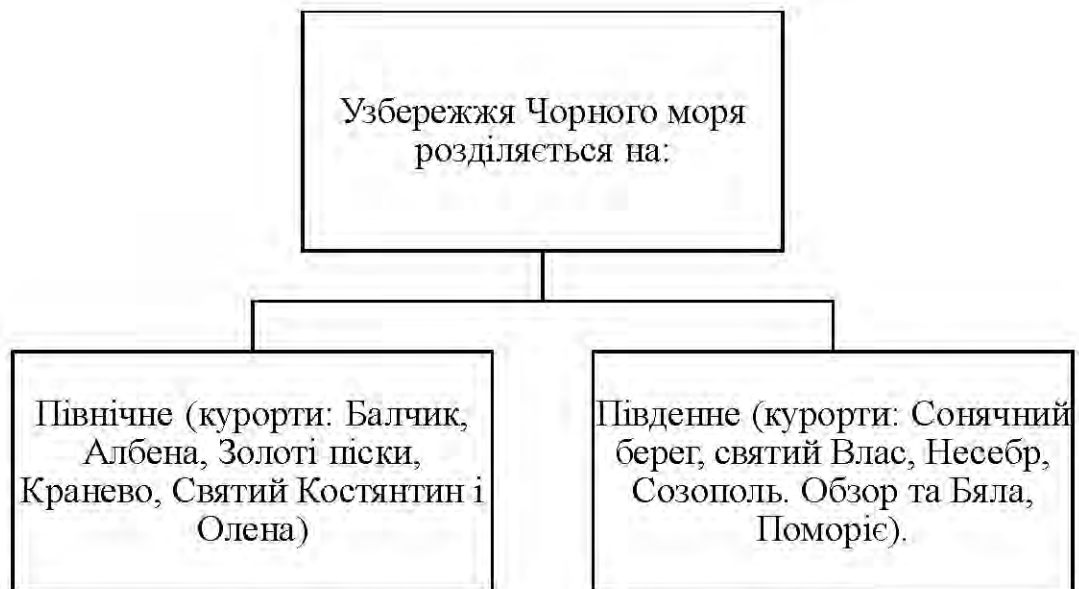 Узбережжя Чорного моря
розділяється на:
Північне (курорти: Балчик,
Албена, Золоті піски,
Кранево, Святий Костянтин і
Олена)
Південне (курорти: Сонячний
берег, святий Влас, Несебр,
Созополь. Обзор та Бяла,
Поморіє).